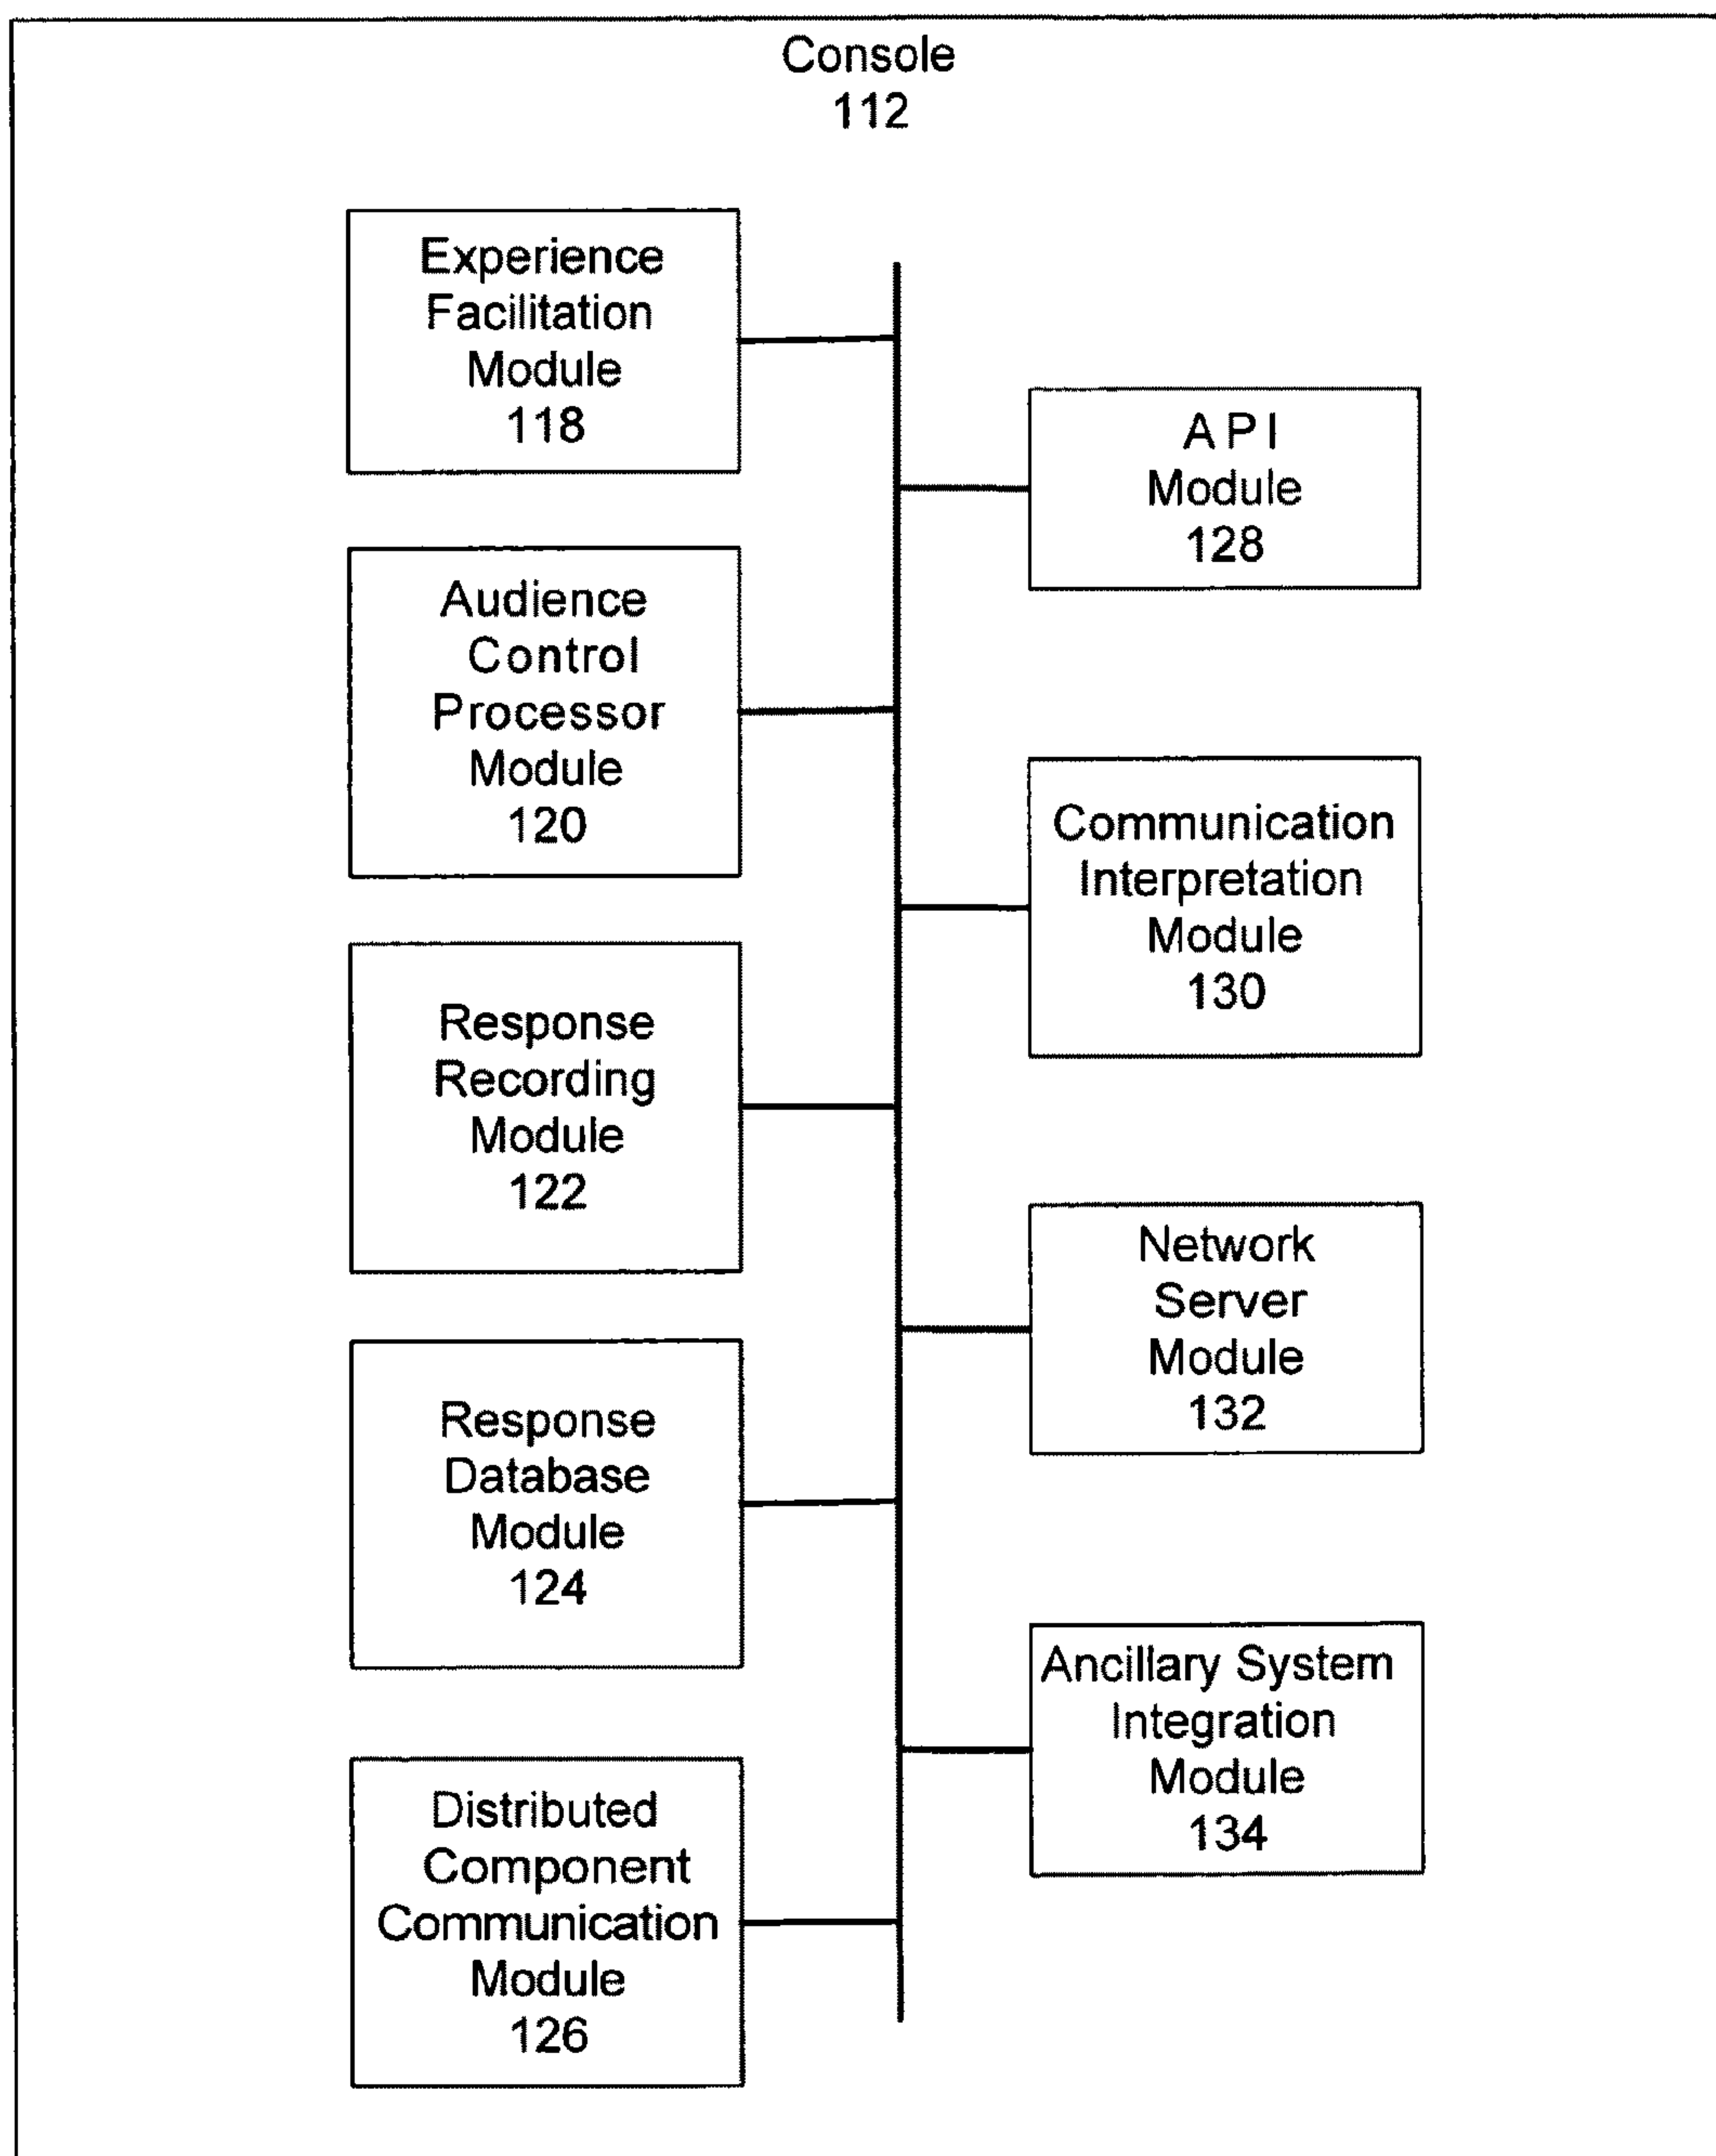 Console
112
Experience
Facilitation
Module
118
Audience
Control
Processor
Module
120
Response
Recording
Module
122
Response
Database
Module
124
Distributed
Component
Communication
Module
126
API
Module
128
Communication
Interpretation
Module
130
Network
Server
Module
132
Ancillary System
Integration
Module
134